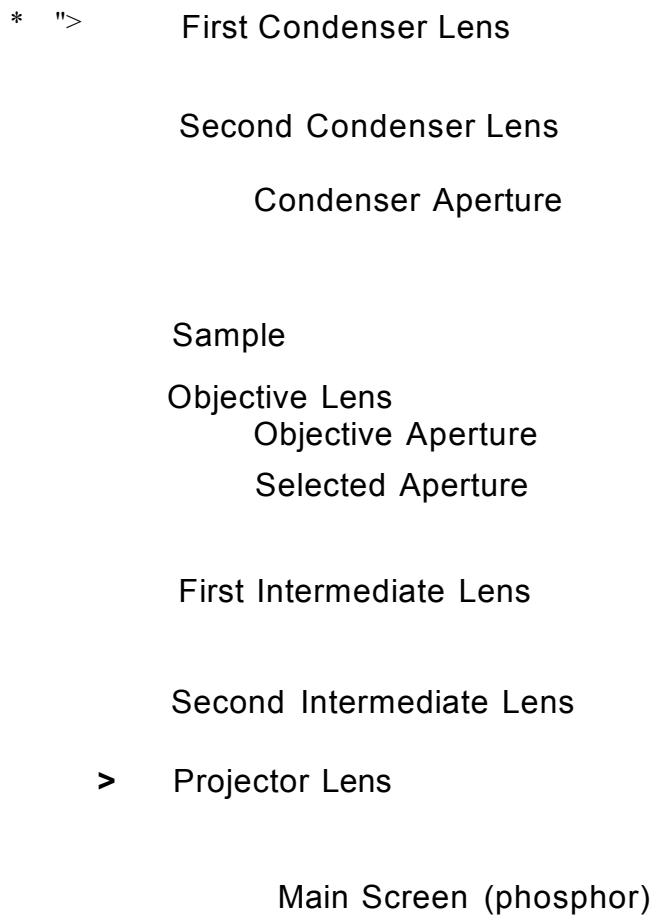 * "> First Condenser Lens
Second Condenser Lens
Condenser Aperture
Sample
Objective Lens
Objective Aperture
Selected Aperture
First Intermediate Lens
Second Intermediate Lens
> Projector Lens
Main Screen (phosphor)